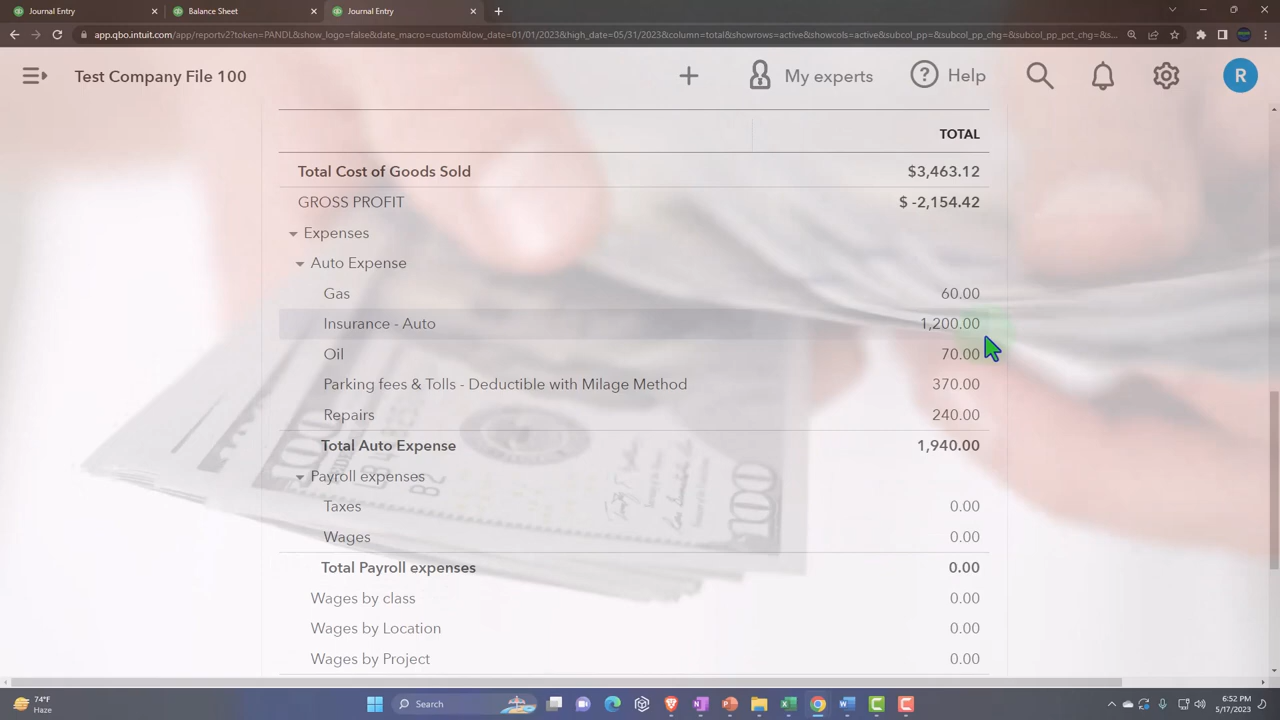 Journal Entry
Balance Sheet
Journal Entry
app.qbo.intuit.com/app/reportv2?token=PANDL&show_logo=false&date_macro=custom&low_date=01/01/2023&high_date=05/31/2023&column=total&showrows=active&showcols=active&subcol_pp=&subcol_pp_chg=&subcol_pp_pct_chg=&subcol_
Test Company File 100
My experts
Help
R
TOTAL
Total Cost of Goods Sold $3,463.12
GROSS PROFIT $ -2,154.42
Expenses
Auto Expense
Gas 60.00
Insurance - Auto 1,200.00
Oil 70.00
Parking fees & Tolls - Deductible with Milage Method 370.00
Repairs 240.00
Total Auto Expense 1,940.00
Payroll expenses
Taxes 0.00
Wages 0.00
Total Payroll expenses 0.00
Wages by class 0.00
Wages by Location 0.00
Wages by Project 0.00
100
100
74°F
Haze
Search
6:52 PM
5/17/2023